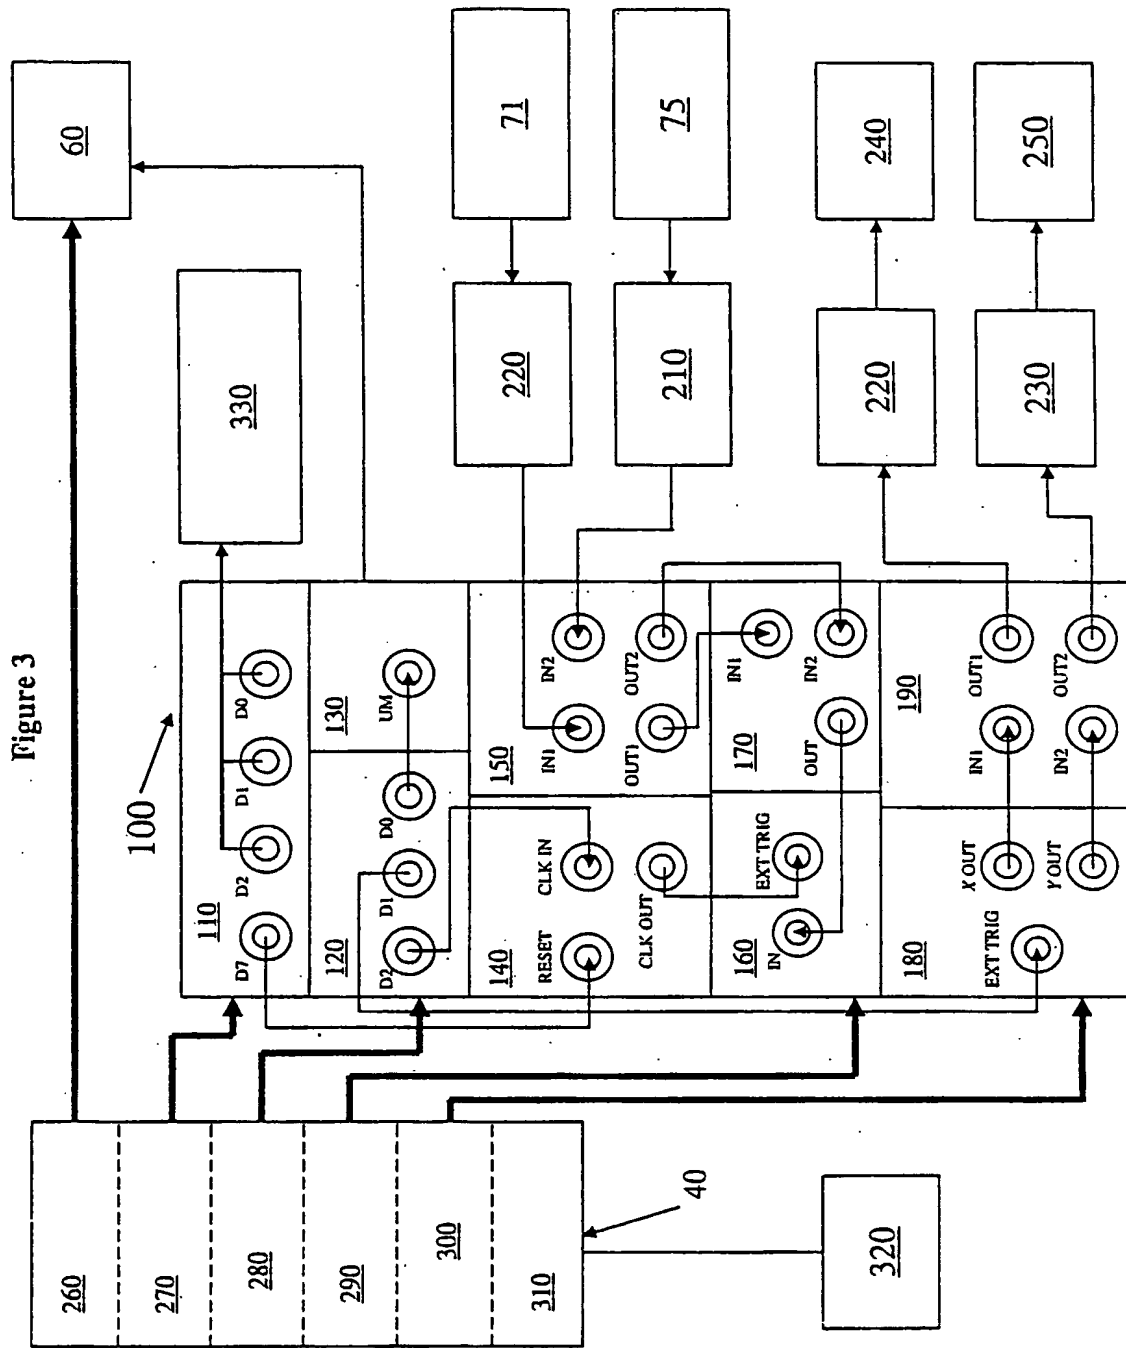 Figure 3
100
60
330
71
75
220
210
240
250
220
230
110
D7
D2
D1
D0
120
D2
D1
D0
130
UM
140
RESET
CLK IN
CLK OUT
150
IN1
IN2
OUT1
OUT2
160
IN
EXT TRIG
170
IN1
IN2
OUT
180
EXT TRIG
X OUT
Y OUT
190
IN1
OUT1
IN2
OUT2
260
270
280
290
300
310
40
320